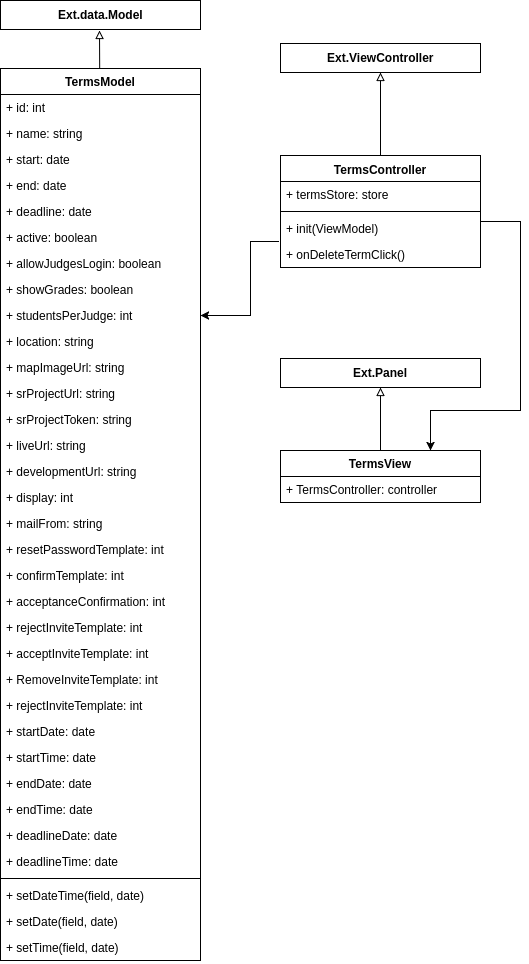 Ext.data.Model
TermsModel
+ id: int
+ name: string
+ start: date
+ end: date
+ deadline: date
+ active: boolean
+ allowJudgesLogin: boolean
+ showGrades: boolean
+ studentsPerJudge: int
+ location: string
+ mapImageUrl: string
+ srProjectUrl: string
+ srProjectToken: string
+ liveUrl: string
+ developmentUrl: string
+ display: int
+ mailFrom: string
+ resetPasswordTemplate: int
+ confirmTemplate: int
+ acceptanceConfirmation: int
+ rejectInviteTemplate: int
+ acceptInviteTemplate: int
+ RemoveInviteTemplate: int
+ rejectInviteTemplate: int
+ startDate: date
+ startTime: date
+ endDate: date
+ endTime: date
+ deadlineDate: date
+ deadlineTime: date
+ setDateTime(field, date)
+ setDate(field, date)
+ setTime(field, date)
Ext.ViewController
TermsController
+ termsStore: store
+ init(ViewModel)
+ onDeleteTermClick()
Ext.Panel
TermsView
+ TermsController: controller